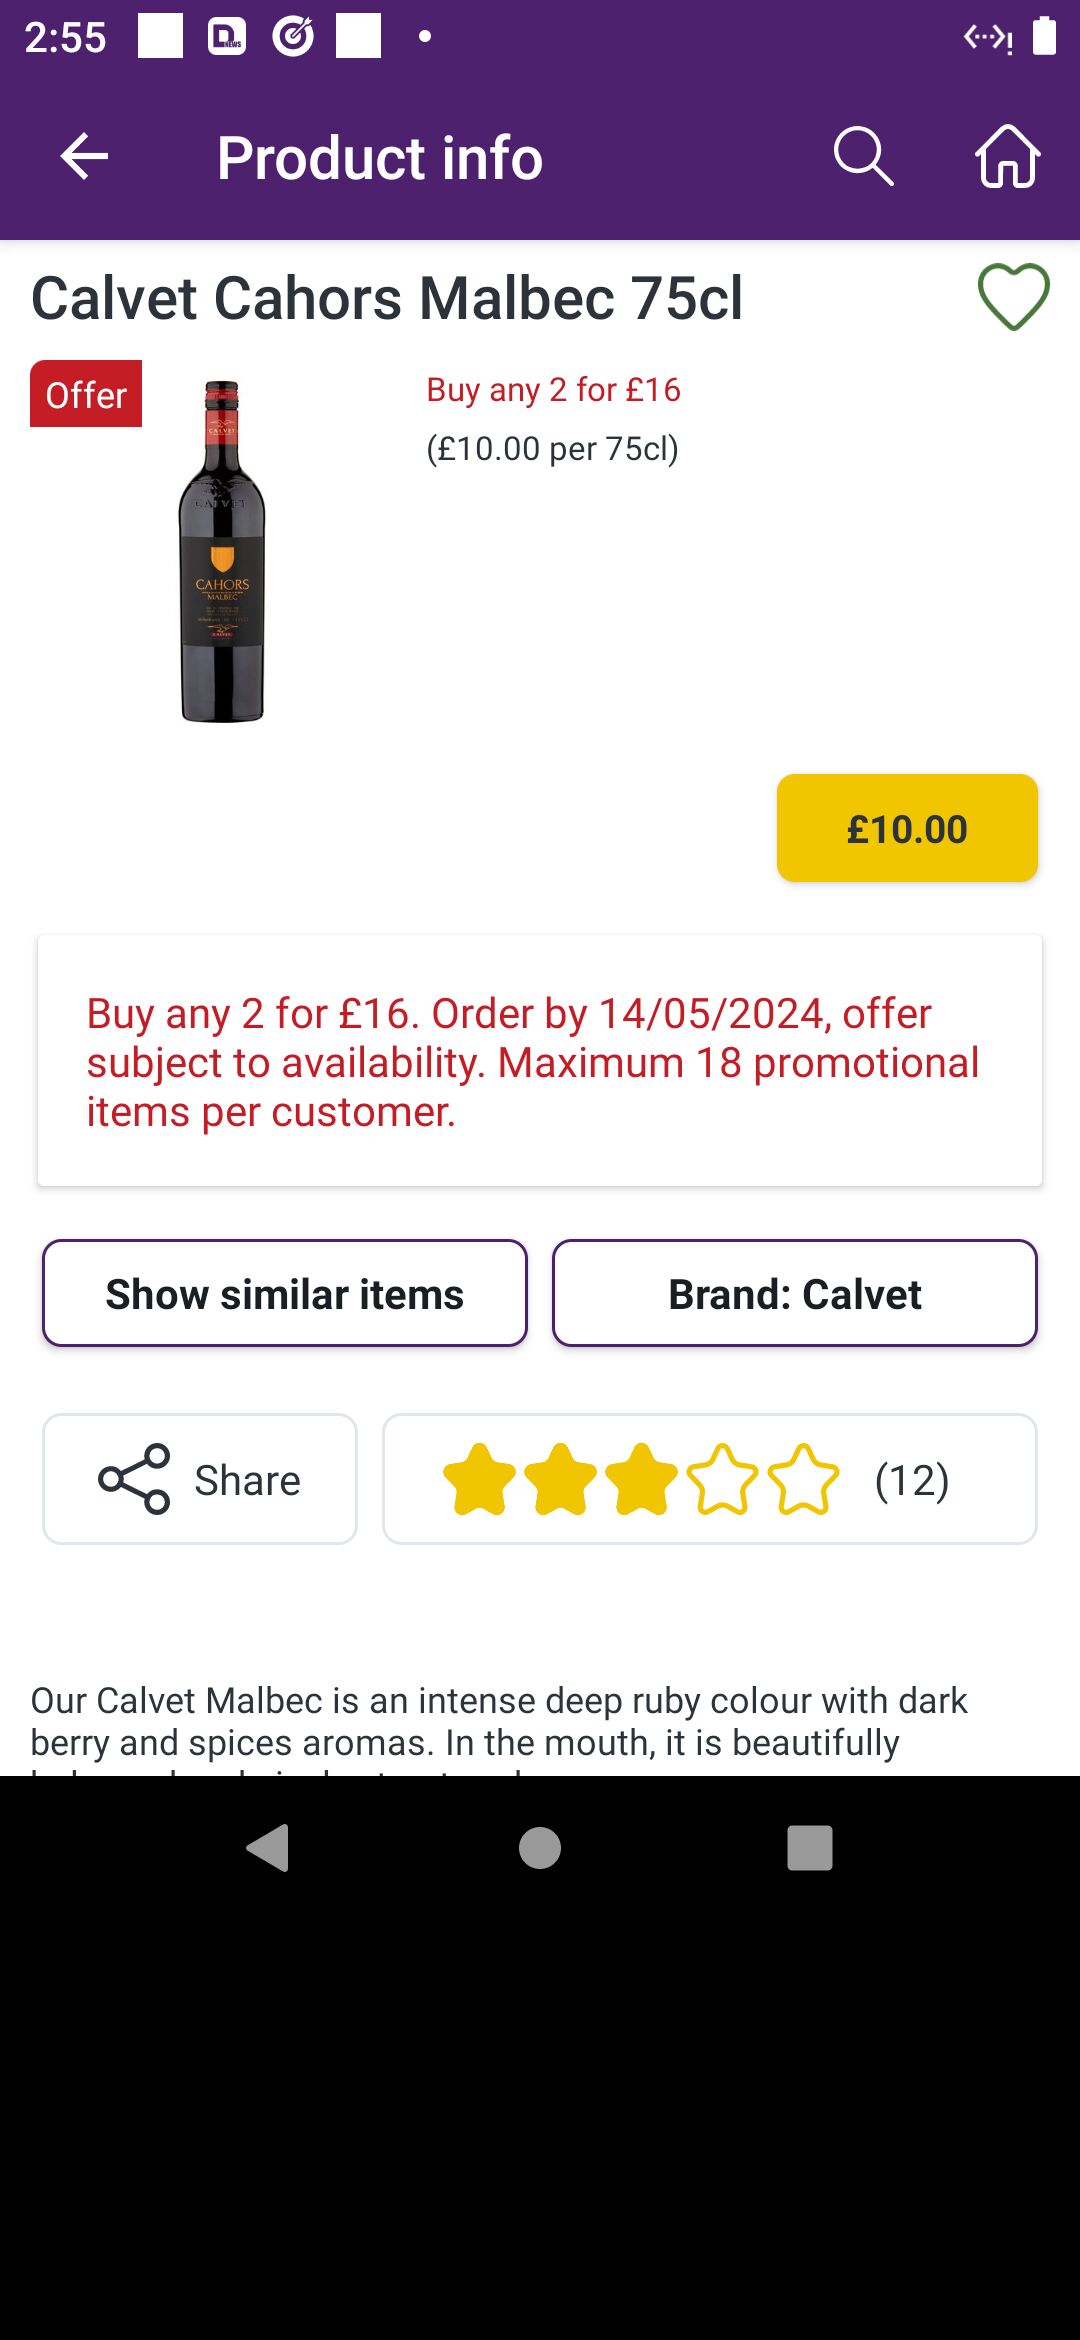 2:55
Product info
Calvet Cahors Malbec 75cl
Offer
Buy any 2 for £16
(£10.00 per 75cl)
CALVET
CAHORS
MALBEC
£10.00
Buy any 2 for £16. Order by 14/05/2024, offer
subject to availability. Maximum 18 promotional
items per customer.
Show similar items
Brand: Calvet
Share
(12)
Our Calvet Malbec is an intense deep ruby colour with dark
berry and spices aromas. In the mouth, it is beautifully